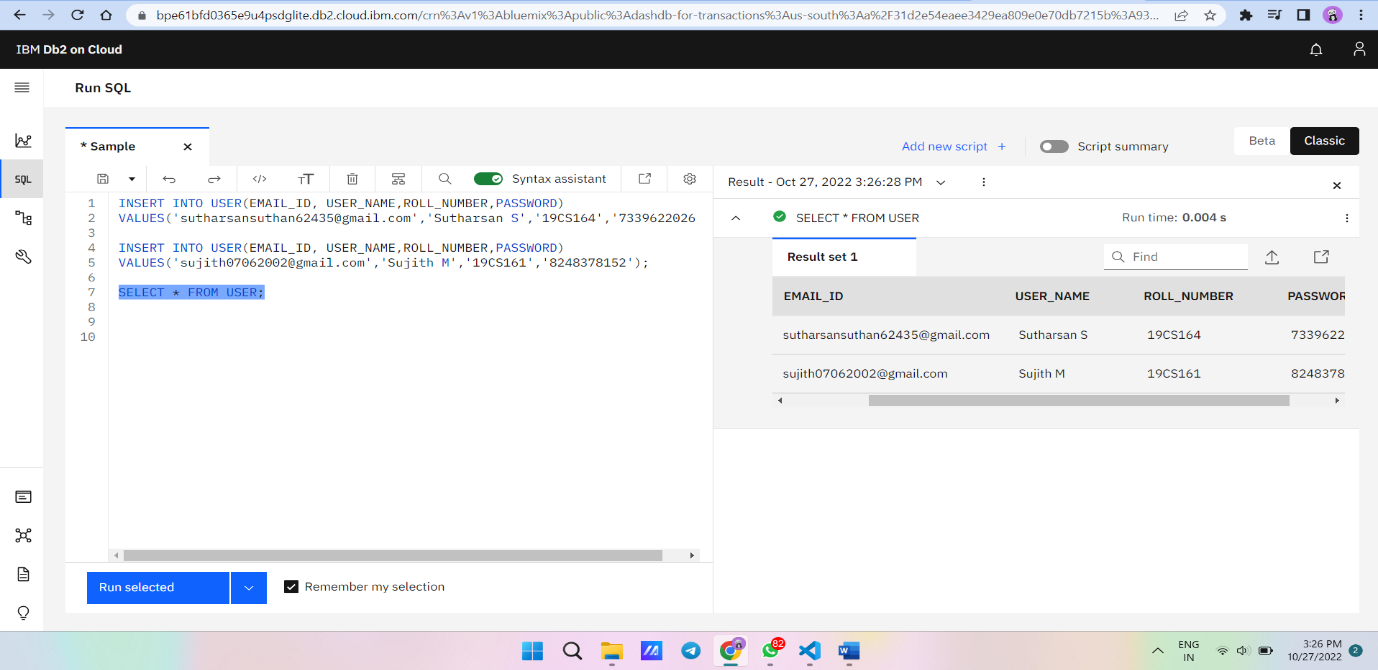 bpe61bfd0365e9u4psdglite.db2.cloud.ibm.com/crn%3Av1%3Abluemix%3Apublic%3Adashdb-for-transactions%3Aus-south%3Aa%2F31d2e54eaee3429ea809e0e70db7215b%3A93...
IBM Db2 on Cloud
Run SQL
* Sample
Add new script +
Script summary
Beta
Classic
SQL
Syntax assistant
Result - Oct 27, 2022 3:26:28 PM
1 INSERT INTO USER(EMAIL_ID, USER_NAME,ROLL_NUMBER,PASSWORD)
2 VALUES('sutharsansuthan62435@gmail.com','Sutharsan S','19CS164','7339622026
3
4 INSERT INTO USER(EMAIL_ID, USER_NAME,ROLL_NUMBER,PASSWORD)
5 VALUES('sujith07062002@gmail.com','Sujith M','19CS161','8248378152');
6
7 SELECT * FROM USER;
8
9
10
SELECT * FROM USER
Run time: 0.004 s
Result set 1
Find
EMAIL_ID USER_NAME ROLL_NUMBER PASSWOR
sutharsansuthan62435@gmail.com Sutharsan S 19CS164 7339622
sujith07062002@gmail.com Sujith M 19CS161 8248378
Run selected
Remember my selection
82
ENG
IN
3:26 PM
10/27/2022
2